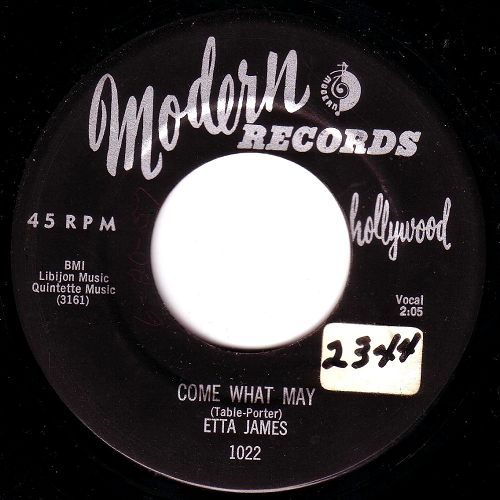 Modern
MODERN
RECORDS
hollywood
45 RPM
BMI
Libijon Music
Quintette Music
(3161)
Vocal
2:05
2344
COME WHAT MAY
(Table-Porter)
ETTA JAMES
1022